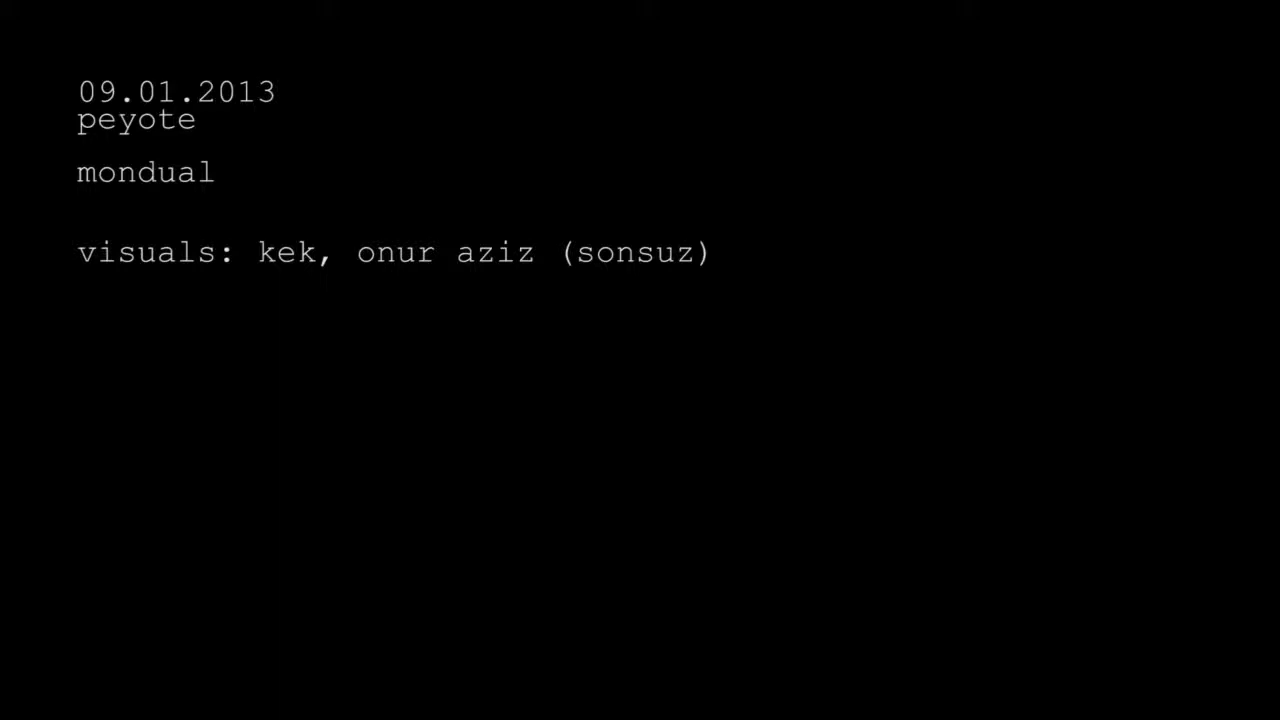 09.01.2013
peyote
mondual
visuals: kek, onur aziz (sonsuz)